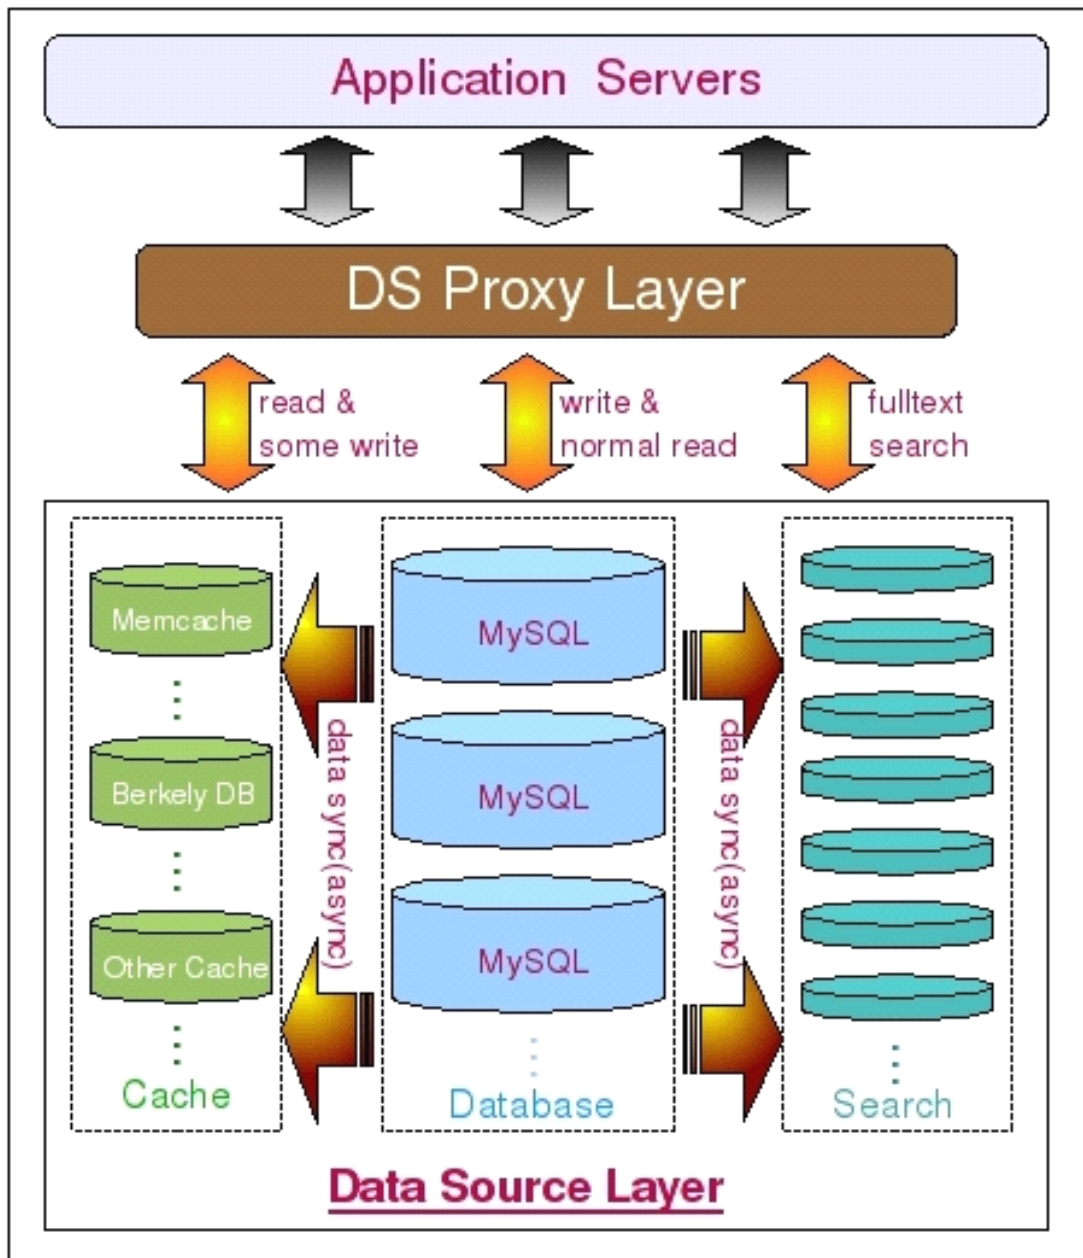 Application Servers
DS Proxy Layer
read &
some write
write &
normal read
fulltext
search
Memcache
Berkely DB
Other Cache
Cache
data sync(async)
MySQL
MySQL
MySQL
Database
data sync(async)
Search
Data Source Layer